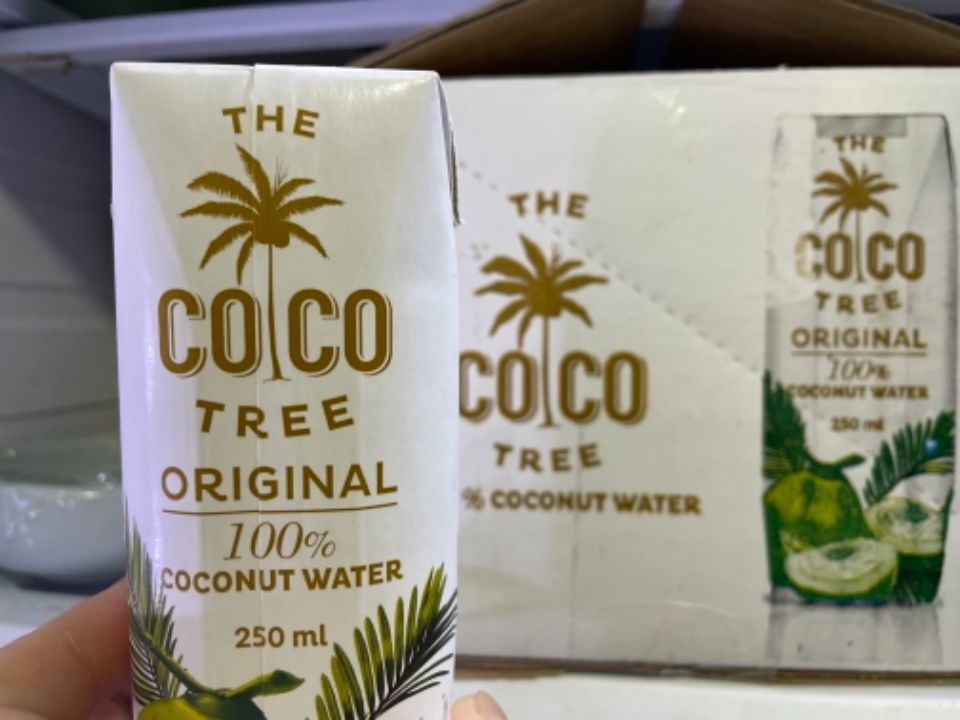 THE
COCO
TREE
ORIGINAL
100%
COCONUT WATER
250 ml
THE
COCO
TREE
% COCONUT WATER
THE
COCO
TREE
ORIGINAL
100%
COCONUT WATER
250 ml